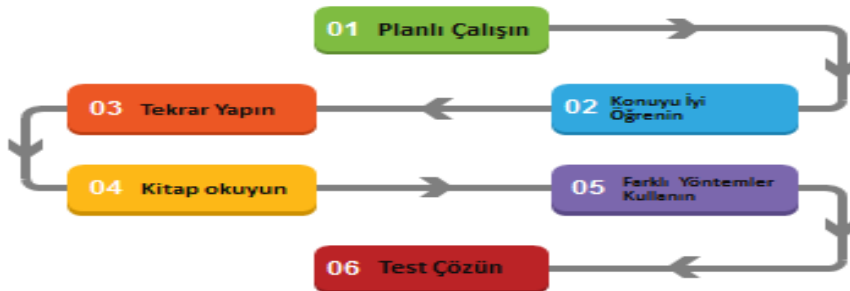 01 Planlı Çalışın
02 Konuyu İyi
Öğrenin
03 Tekrar Yapın
04 Kitap okuyun
05 Farklı Yöntemler
Kullanın
06 Test Çözün